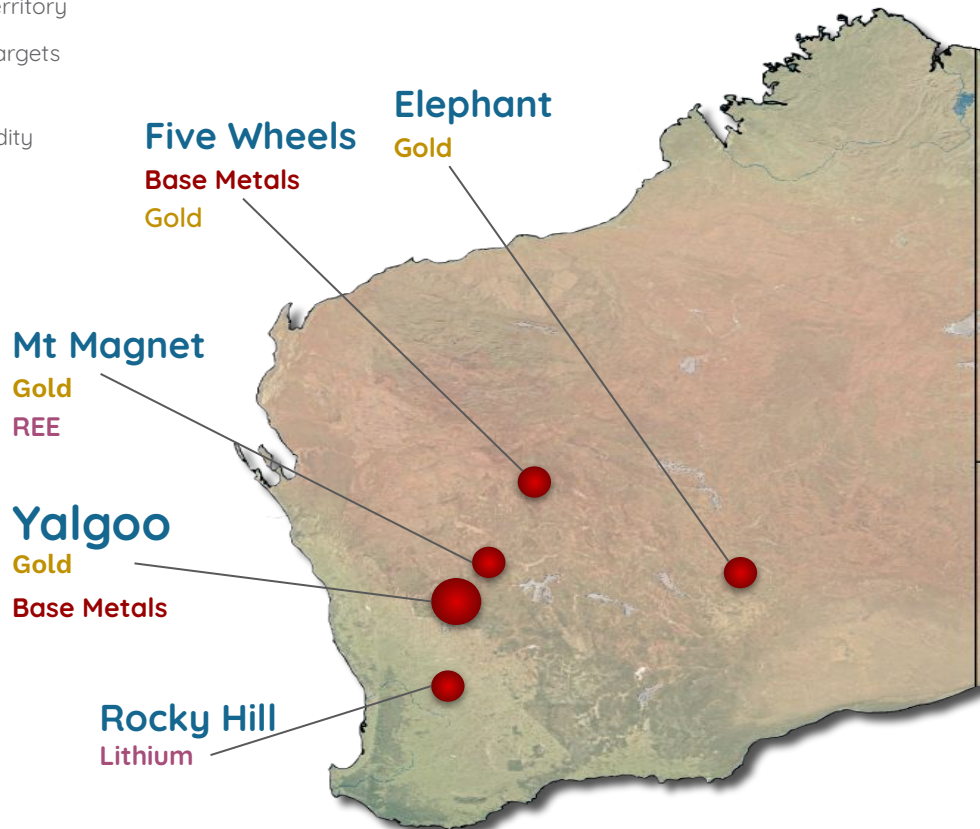 erritory
argets
dity
Elephant
Gold
Five Wheels
Base Metals
Gold
Mt Magnet
Gold
REE
Yalgoo
Gold
Base Metals
Rocky Hill
Lithium